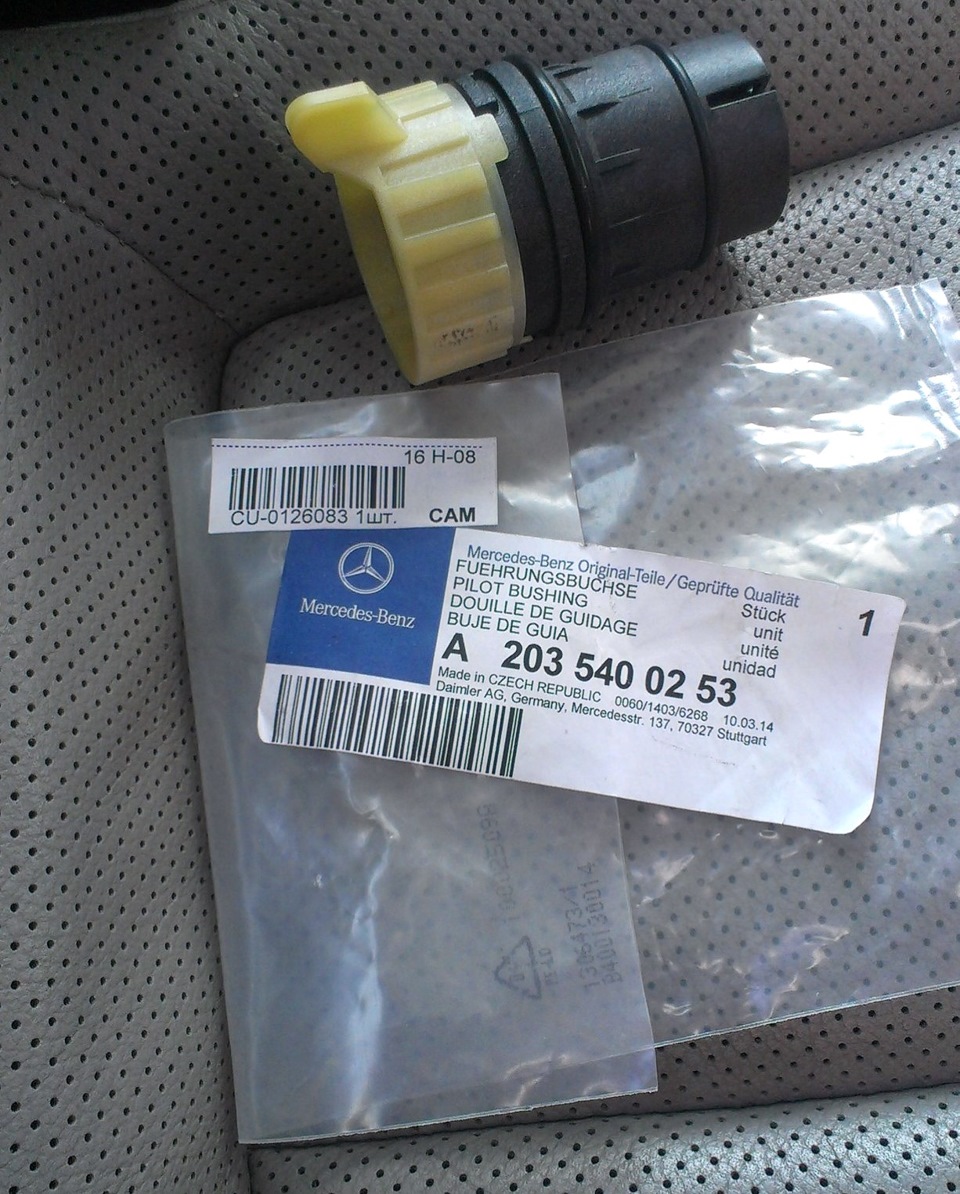 16 H-08
CU-0126083 1шт. CAM
Mercedes-Benz
Mercedes-Benz Original-Teile/Geprüfte Qualität
FUEHRUNGSBUCHSE Stück
PILOT BUSHING unit
DOUILLE DE GUIDAGE unité
BUJE DE GUIA unidad
1
A 203 540 02 53
Made in CZECH REPUBLIC 0060/1403/6268 10.03.14
Daimler AG, Germany, Mercedesstr. 137, 70327 Stuttgart